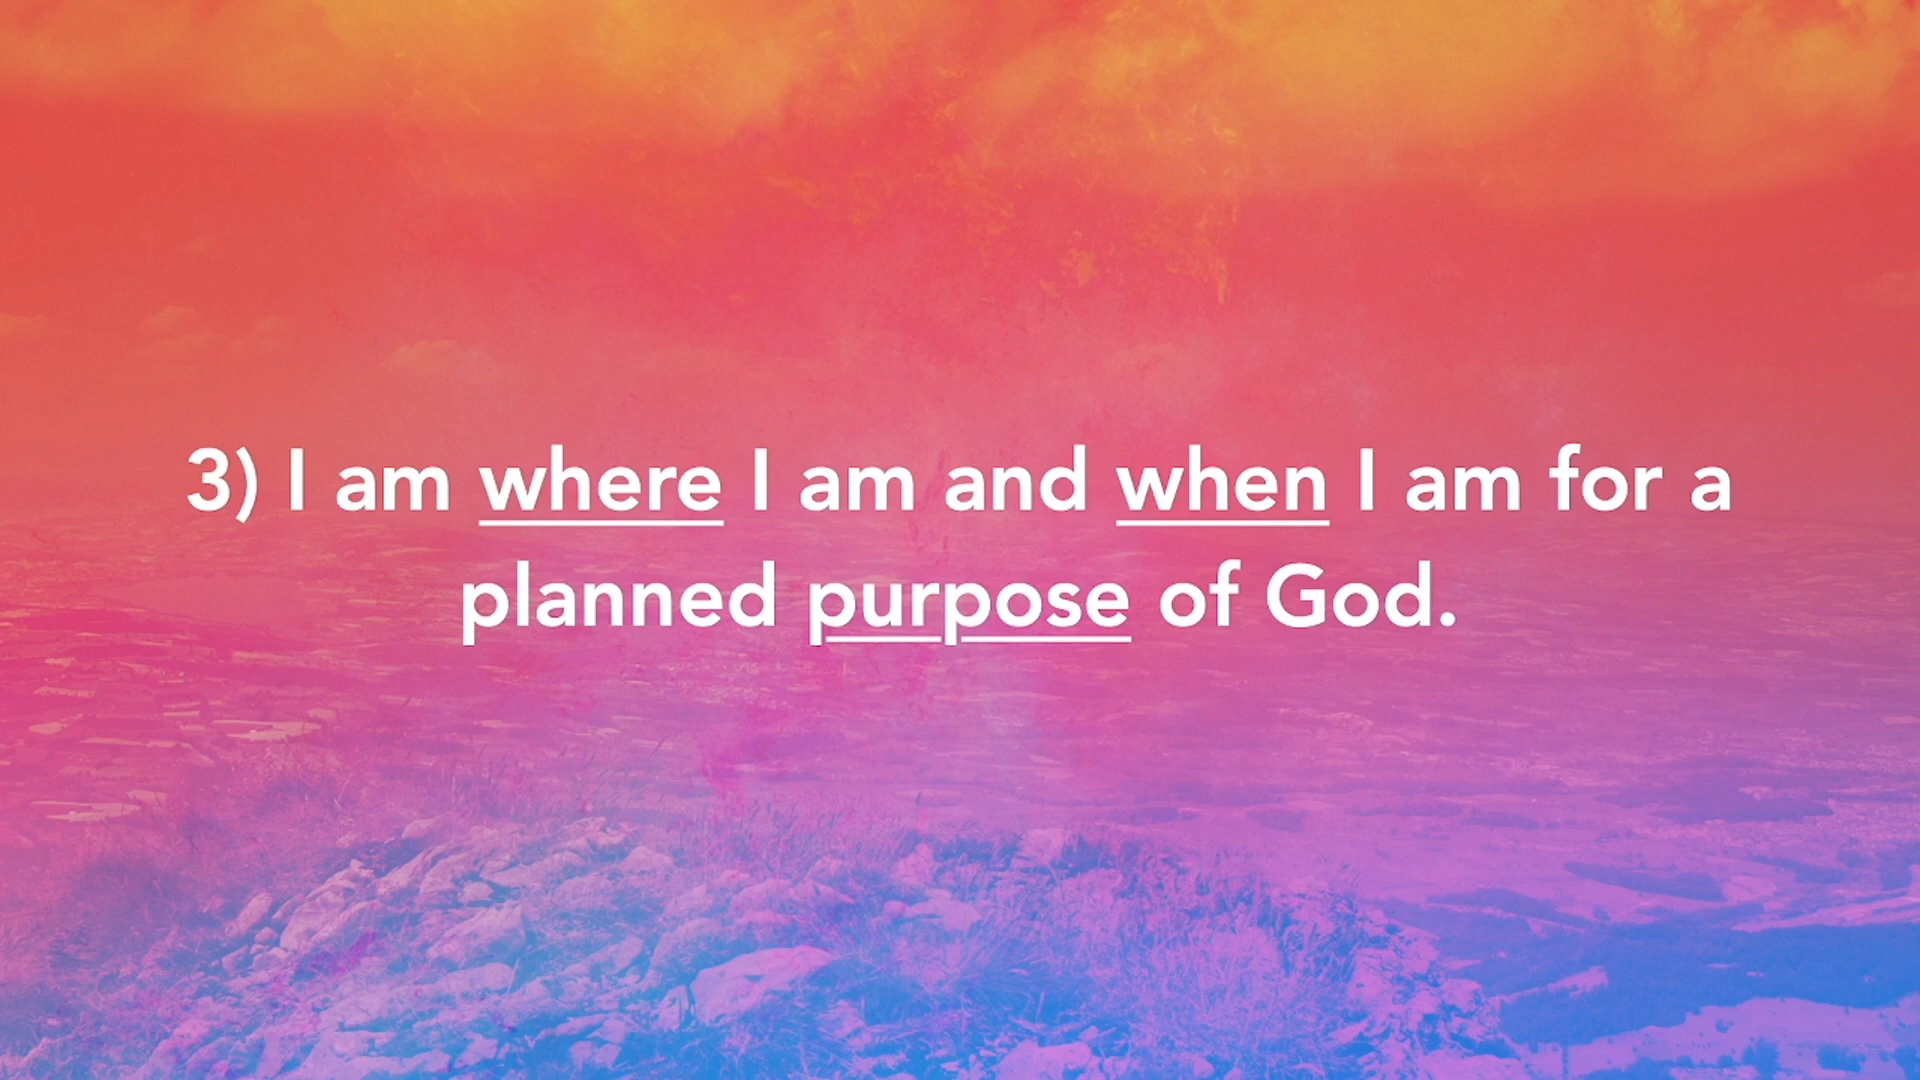 3) I am where I am and when I am for a
planned purpose of God.